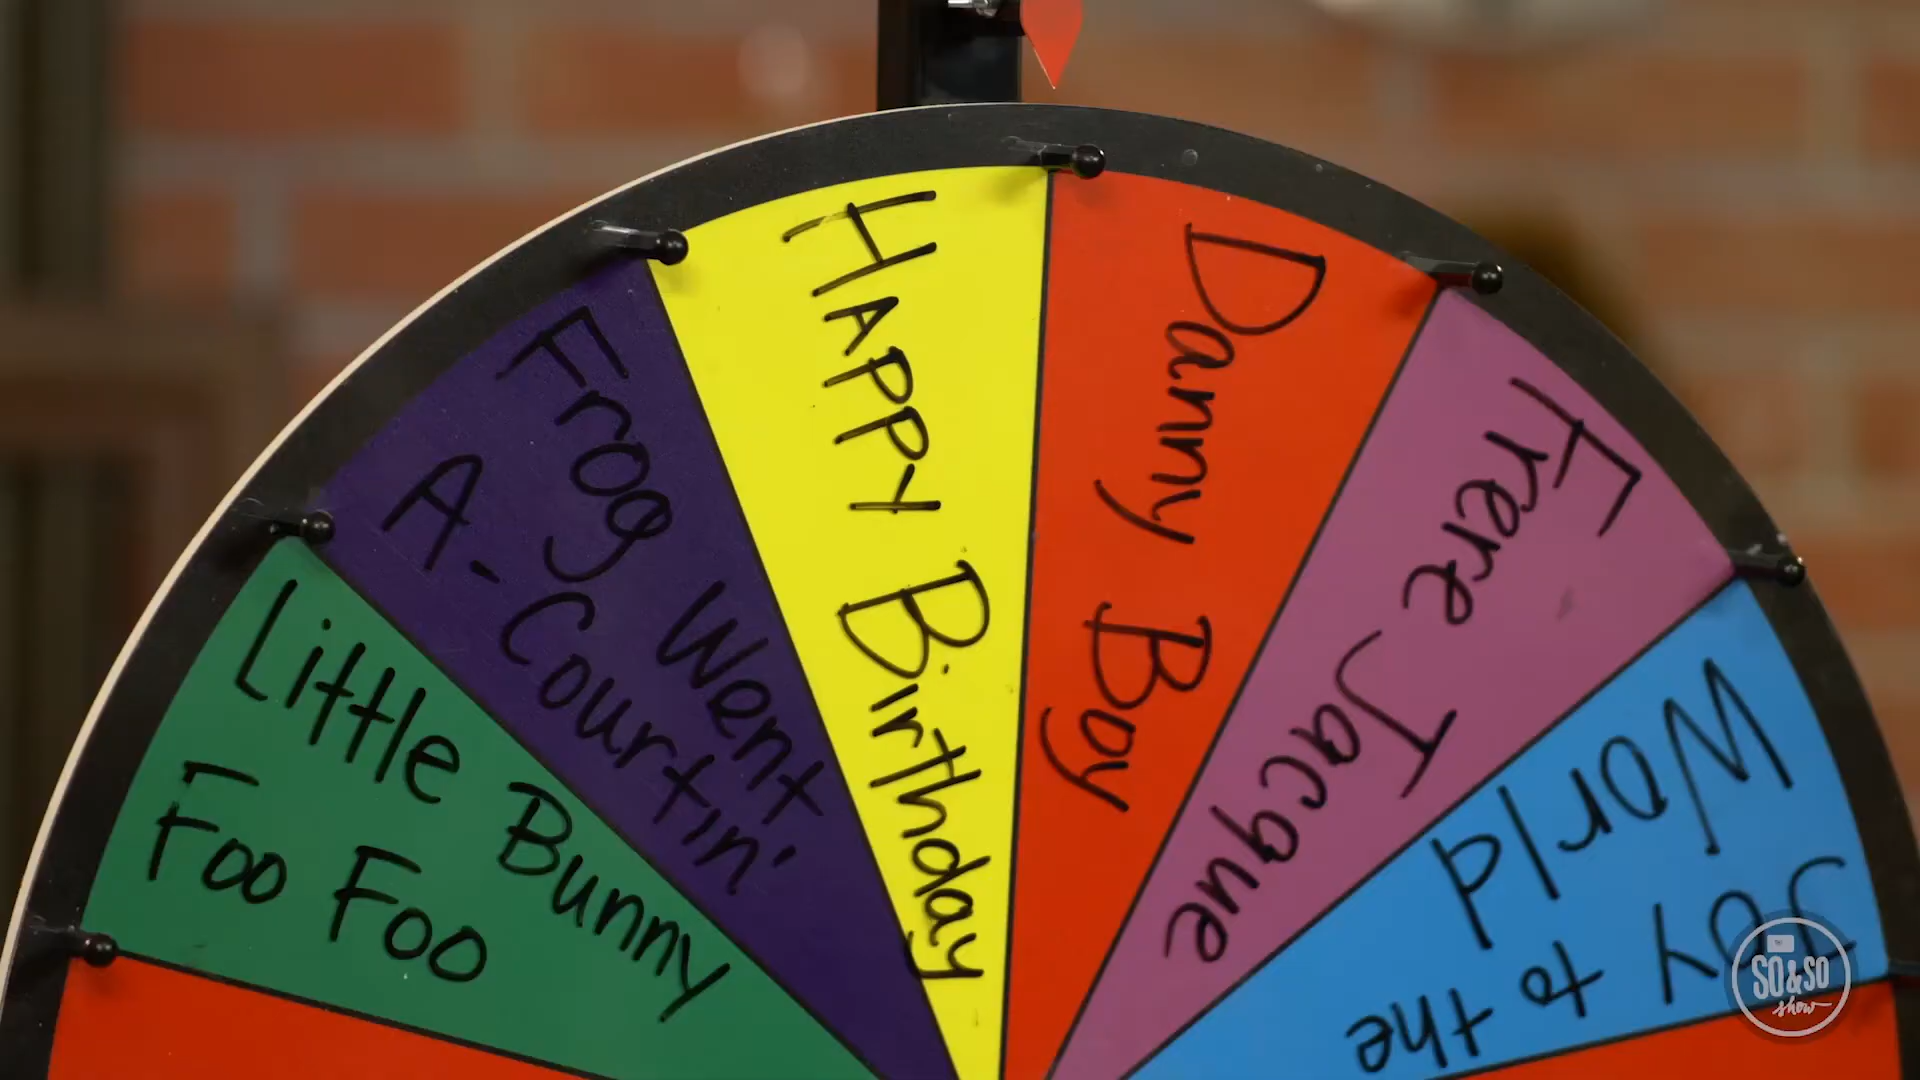 Little Bunny
Foo Foo
Frog Went
A-Courtin'
Happy Birthday
Danny Boy
Frere Jacque
Joy to the
World
SO & SO
show